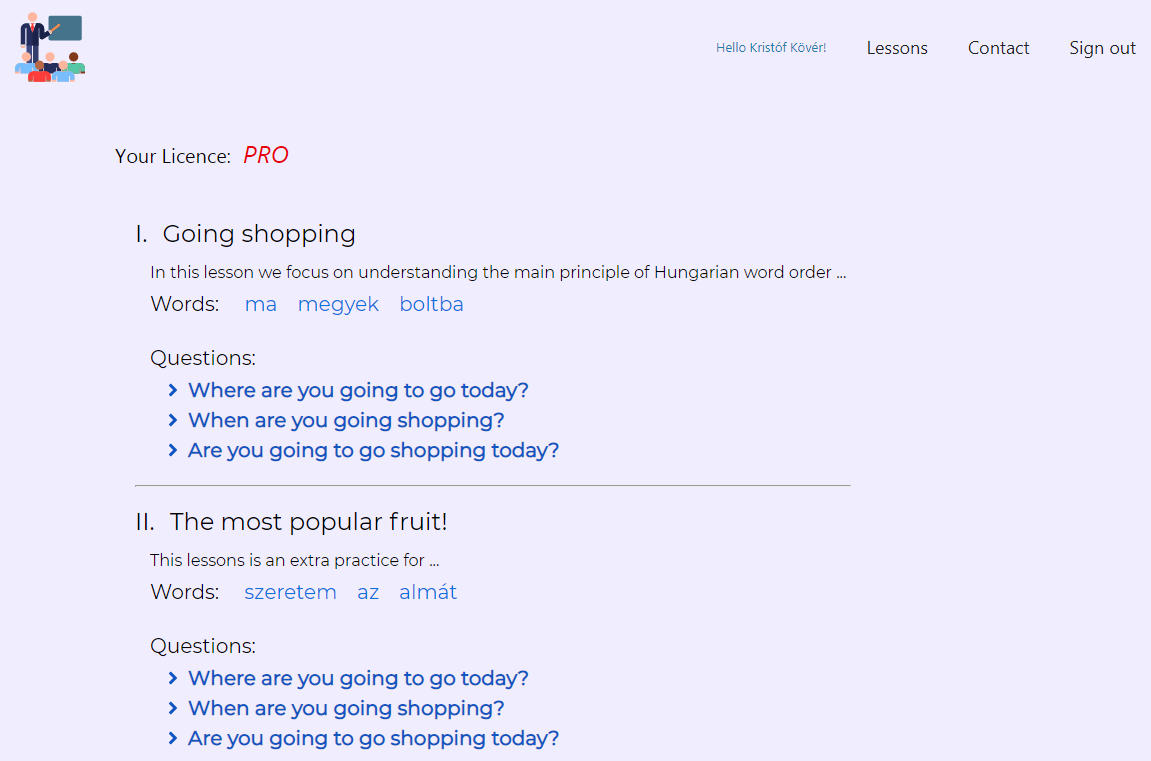 Hello Kristóf Kövér! Lessons Contact Sign out
Your Licence: PRO
I. Going shopping
In this lesson we focus on understanding the main principle of Hungarian word order ...
Words: ma megyek boltba
Questions:
Where are you going to go today?
When are you going shopping?
Are you going to go shopping today?
II. The most popular fruit!
This lessons is an extra practice for ...
Words: szeretem az almát
Questions:
Where are you going to go today?
When are you going shopping?
Are you going to go shopping today?